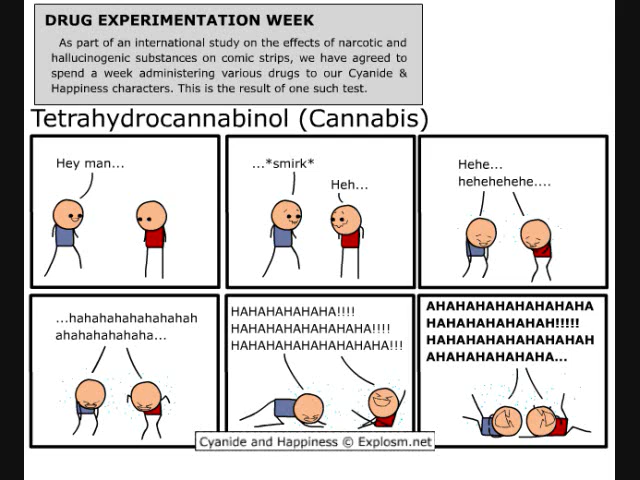 DRUG EXPERIMENTATION WEEK
As part of an international study on the effects of narcotic and
hallucinogenic substances on comic strips, we have agreed to
spend a week administering various drugs to our Cyanide &
Happiness characters. This is the result of one such test.
Tetrahydrocannabinol (Cannabis)
Hey man...
...*smirk*
Heh...
Hehe...
hehehehehe....
...hahahahahahahahah
ahahahahahaha...
HAHAHAHAHAHA!!!!
HAHAHAHAHAHAHAHA!!!!
HAHAHAHAHAHAHAHAHA!!!
AHAHAHAHAHAHAHAHA
HAHAHAHAHAHAH!!!!!
HAHAHAHAHAHAHAHAHAH
AHAHAHAHAHAHA...
Cyanide and Happiness © Explosm.net